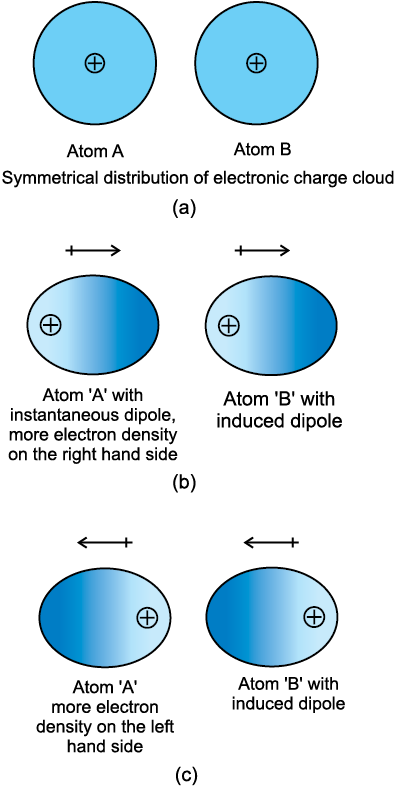 Atom A
Atom B
Symmetrical distribution of electronic charge cloud
(a)
Atom 'A' with
instantaneous dipole,
more electron density
on the right hand side
Atom 'B' with
induced dipole
(b)
Atom 'A'
more electron
density on the left
hand side
Atom 'B' with
induced dipole
(c)